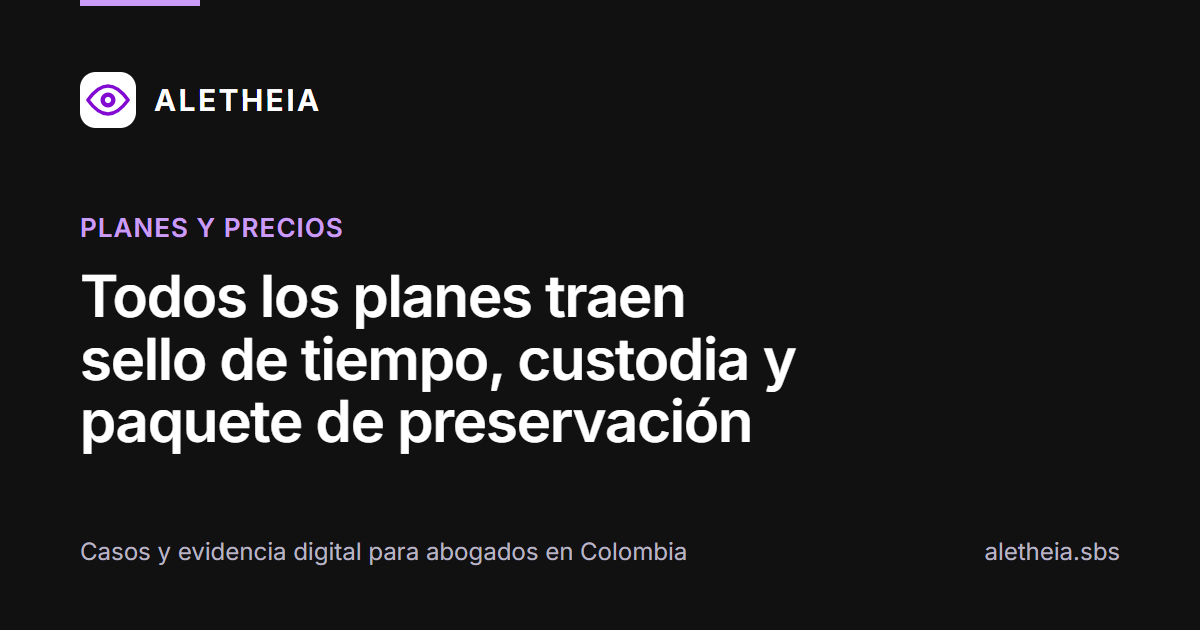 ALETHEIA
PLANES Y PRECIOS
Todos los planes traen
sello de tiempo, custodia y
paquete de preservación
Casos y evidencia digital para abogados en Colombia
aletheia.sbs